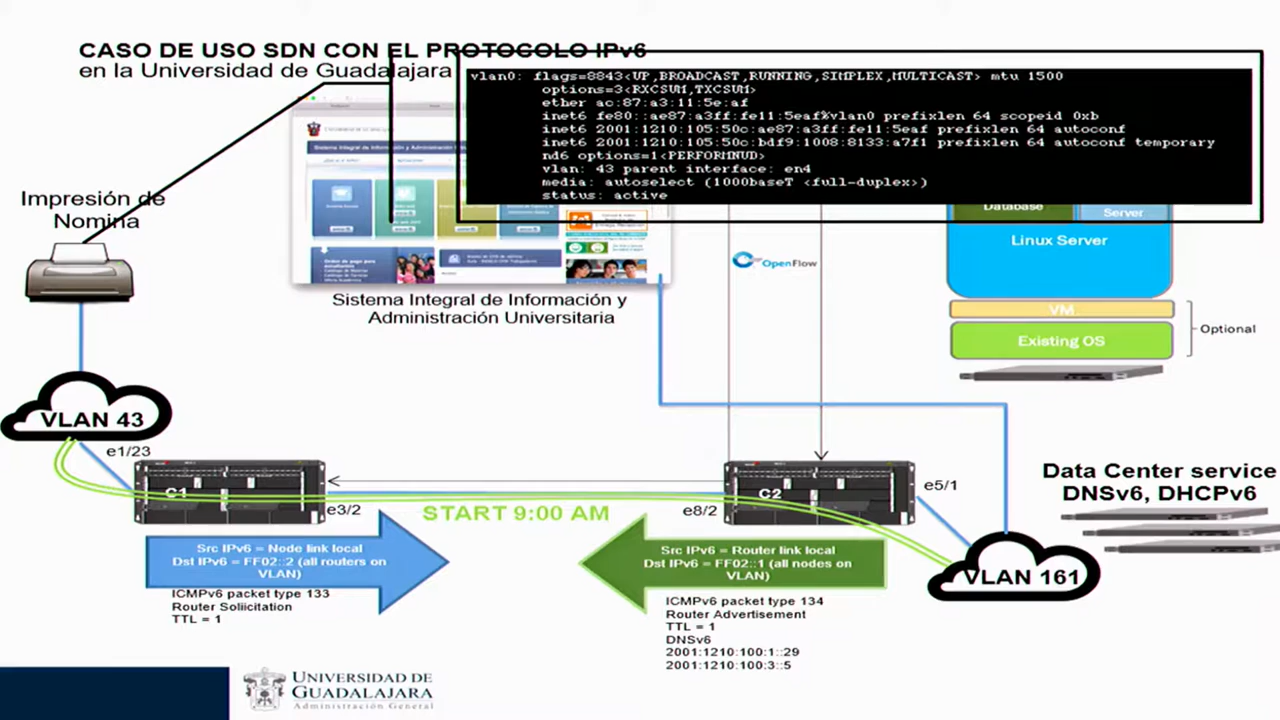 CASO DE USO SDN CON EL PROTOCOLO IPv6
en la Universidad de Guadalajara
vlan0: flags=8843<UP,BROADCAST,RUNNING,SIMPLEX,MULTICAST> mtu 1500
options=3<RXCSUM,TXCSUM>
ether ac:87:a3:11:5e:af
inet6 fe80::ae87:a3ff:fe11:5eaf%vlan0 prefixlen 64 scopeid 0xb
inet6 2001:1210:105:50c:ae87:a3ff:fe11:5eaf prefixlen 64 autoconf
inet6 2001:1210:105:50c:bdf9:1008:8133:a7f1 prefixlen 64 autoconf temporary
nd6 options=1<PERFORMNUD>
vlan: 43 parent interface: en4
media: autoselect (1000baseT <full-duplex>)
status: active
Sistema Integral de Información y Administración Univers
Impresión de
Nomina
Database
Server
Linux Server
OpenFlow
VM
Existing OS
Optional
Sistema Integral de Información y
Administración Universitaria
VLAN 43
e1/23
C1
e3/2
START 9:00 AM
e8/2
C2
e5/1
Data Center service
DNSv6, DHCPv6
VLAN 161
Src IPv6 = Node link local
Dst IPv6 = FF02::2 (all routers on
VLAN)
ICMPv6 packet type 133
Router Soliicitation
TTL = 1
Src IPv6 = Router link local
Dst IPv6 = FF02::1 (all nodes on
VLAN)
ICMPv6 packet type 134
Router Advertisement
TTL = 1
DNSv6
2001:1210:100:1::29
2001:1210:100:3::5
UNIVERSIDAD DE
GUADALAJARA
Administración General